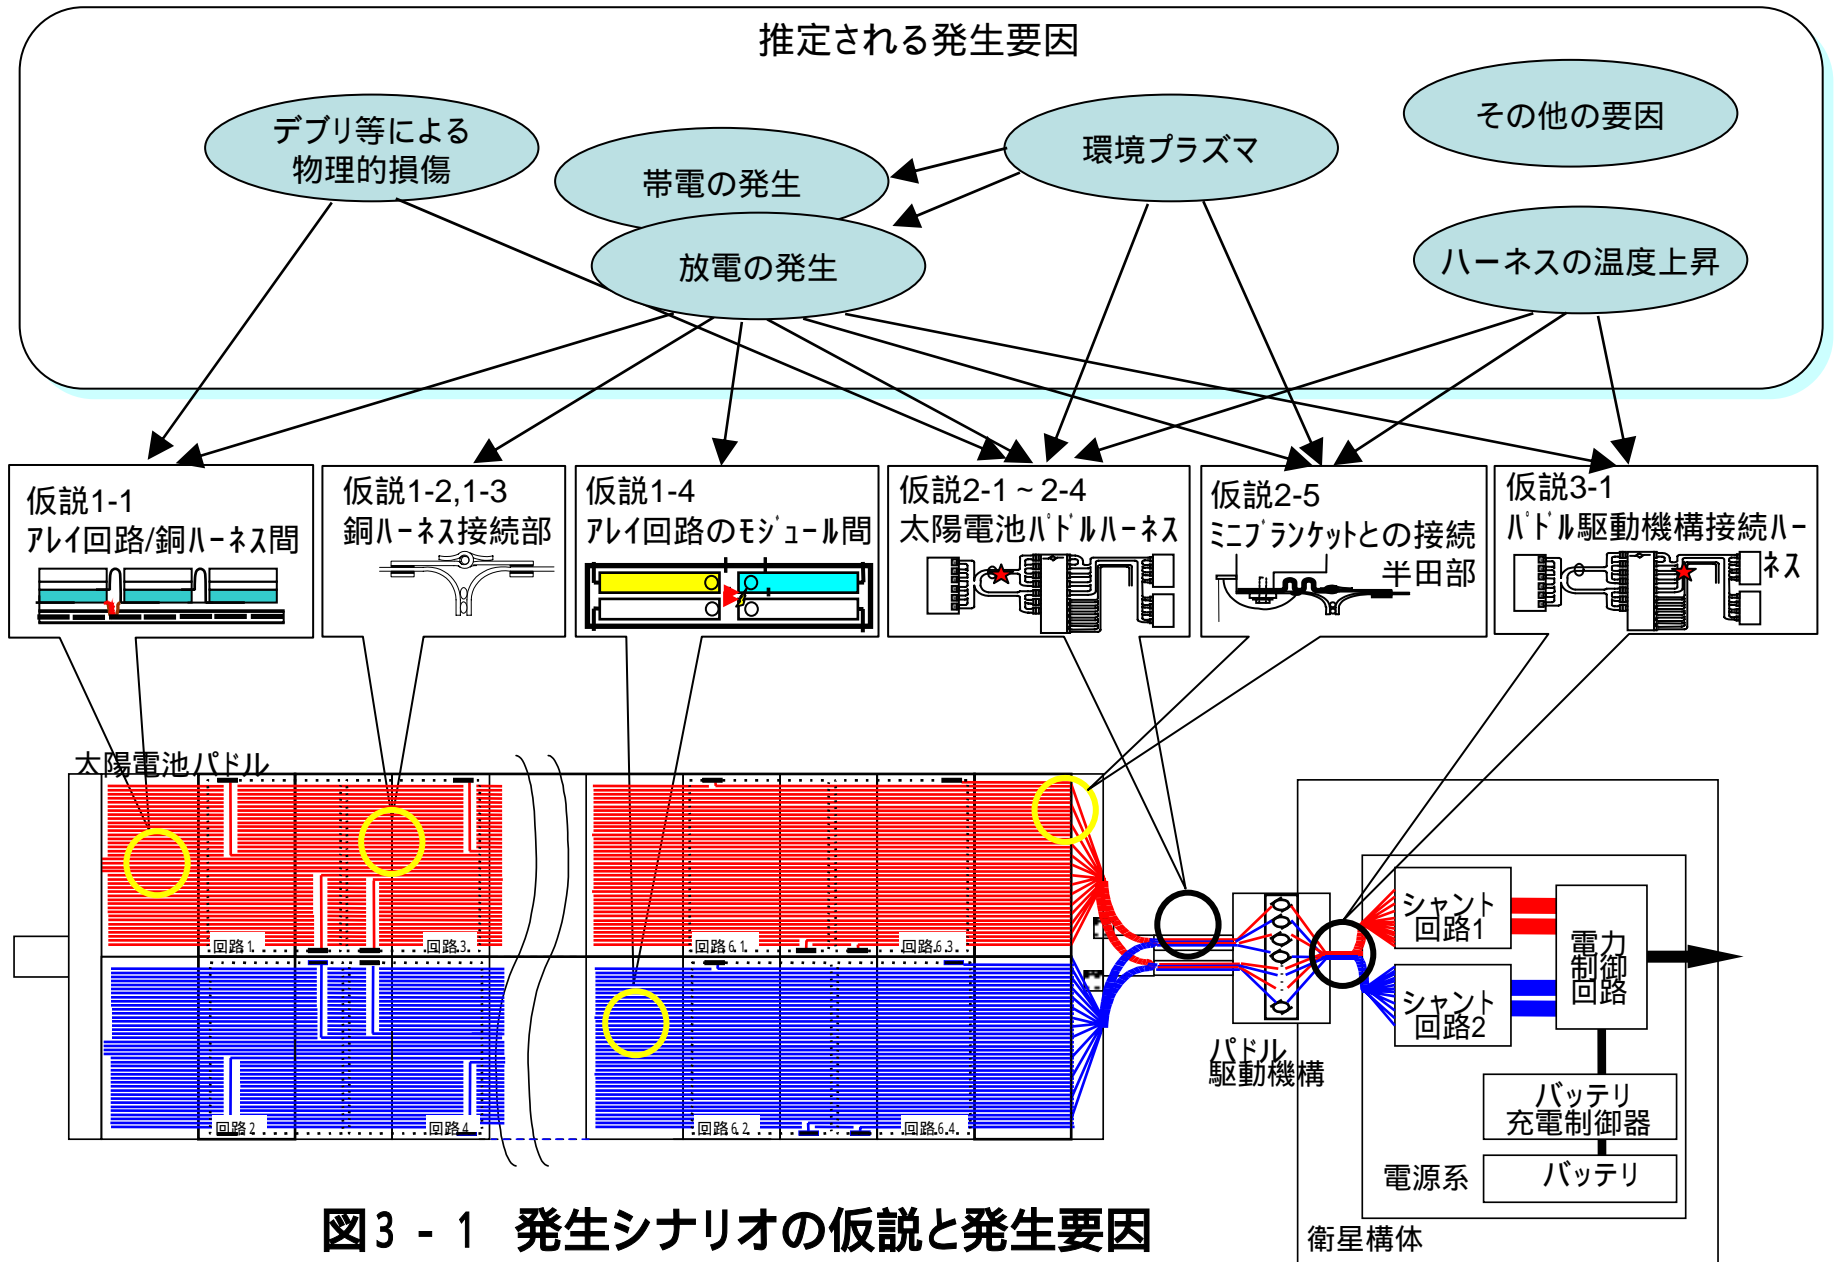 推定される発生要因
デブリ等による
物理的損傷
帯電の発生
放電の発生
環境プラズマ
その他の要因
ハーネスの温度上昇
仮説1-1
ｱﾚｲ回路/銅ﾊｰﾈｽ間
仮説1-2,1-3
銅ﾊｰﾈｽ接続部
仮説1-4
ｱﾚｲ回路のﾓｼﾞｭｰﾙ間
仮説2-1～2-4
太陽電池ﾊﾟﾄﾞﾙﾊｰﾈｽ
仮説2-5
ﾐﾆﾌﾞﾗﾝｹｯﾄとの接続
半田部
仮説3-1
ﾊﾟﾄﾞﾙ駆動機構接続ﾊｰ
ﾈｽ
太陽電池パドル
回路1
回路3
回路61
回路63
回路2
回路4
回路62
回路64
パドル
駆動機構
シャント
回路1
シャント
回路2
電力
制御
回路
バッテリ
充電制御器
バッテリ
電源系
衛星構体
図3-1 発生シナリオの仮説と発生要因